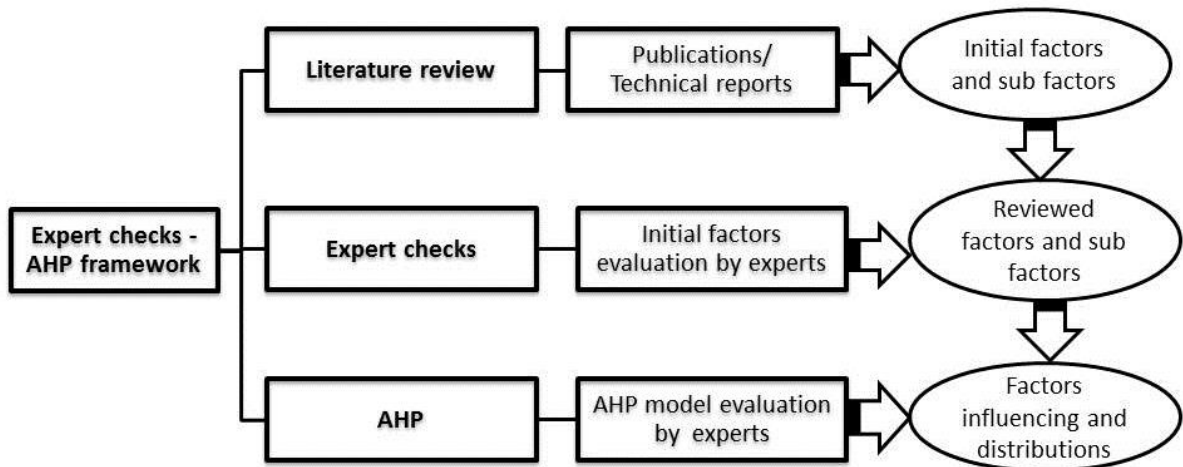 Expert checks -
AHP framework
Literature review
Publications/
Technical reports
Initial factors
and sub factors
Expert checks
Initial factors
evaluation by experts
Reviewed
factors and sub
factors
AHP
AHP model evaluation
by experts
Factors
influencing and
distributions